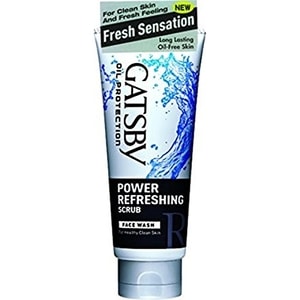 For Clean Skin
And Fresh Feeling
NEW
Fresh Sensation
Long Lasting
Oil-Free Skin
GATSBY
OIL PROTECTION
POWER
REFRESHING
SCRUB
FACE WASH
For Healthy Clean Skin
R